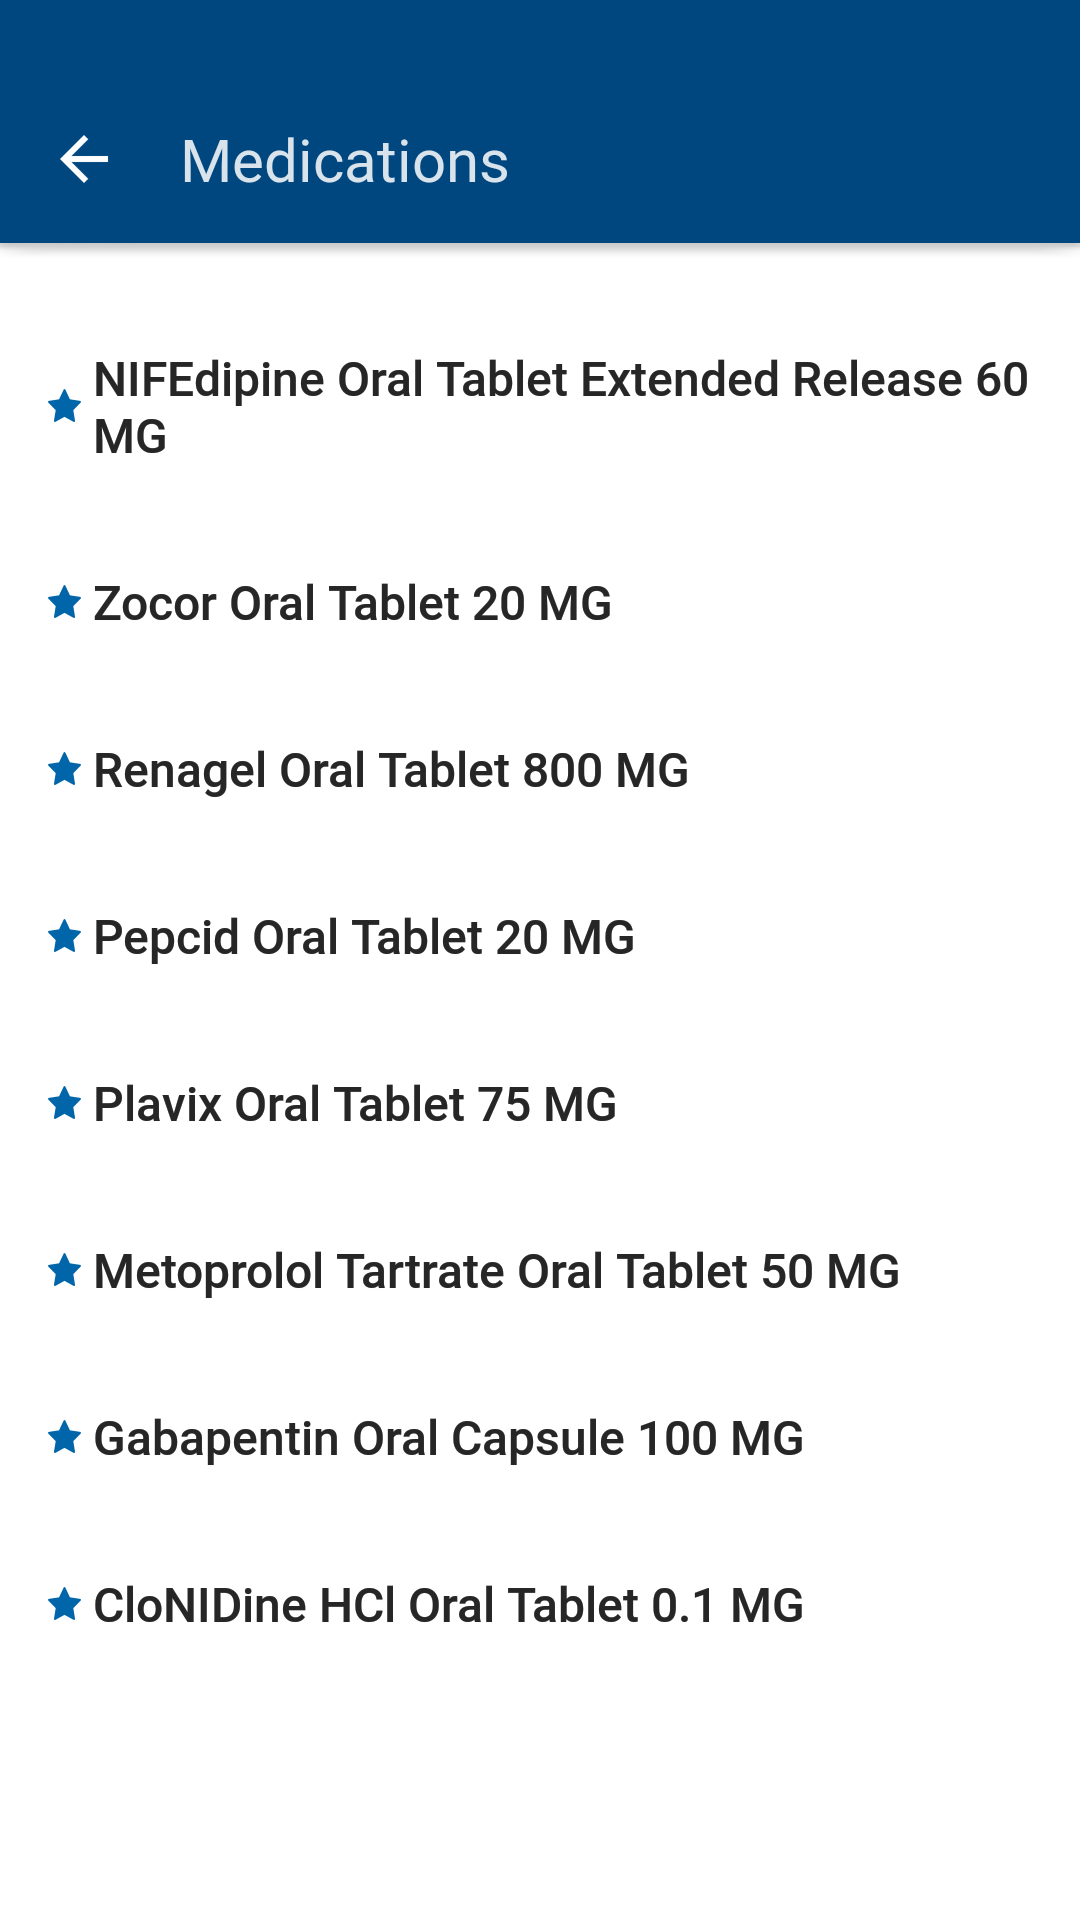 Medications
NIFEdipine Oral Tablet Extended Release 60
MG
Zocor Oral Tablet 20 MG
Renagel Oral Tablet 800 MG
Pepcid Oral Tablet 20 MG
Plavix Oral Tablet 75 MG
Metoprolol Tartrate Oral Tablet 50 MG
Gabapentin Oral Capsule 100 MG
CloNIDine HCl Oral Tablet 0.1 MG